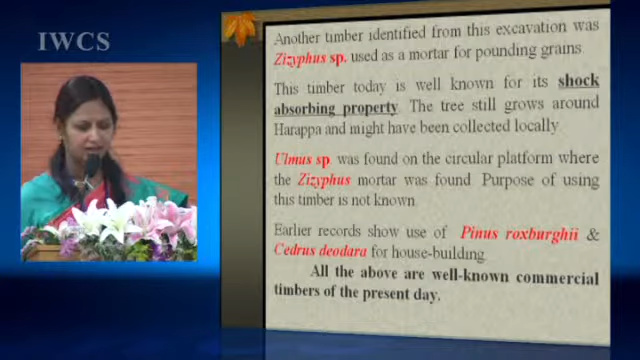 IWCS
Another timber identified from this excavation was
Zizyphus sp. used as a mortar for pounding grains.
This timber today is well known for its shock
absorbing property. The tree still grows around
Harappa and might have been collected locally.
Ulmus sp. was found on the circular platform where
the Zizyphus mortar was found. Purpose of using
this timber is not known.
Earlier records show use of Pinus roxburghii &
Cedrus deodara for house-building.
All the above are well-known commercial
timbers of the present day.